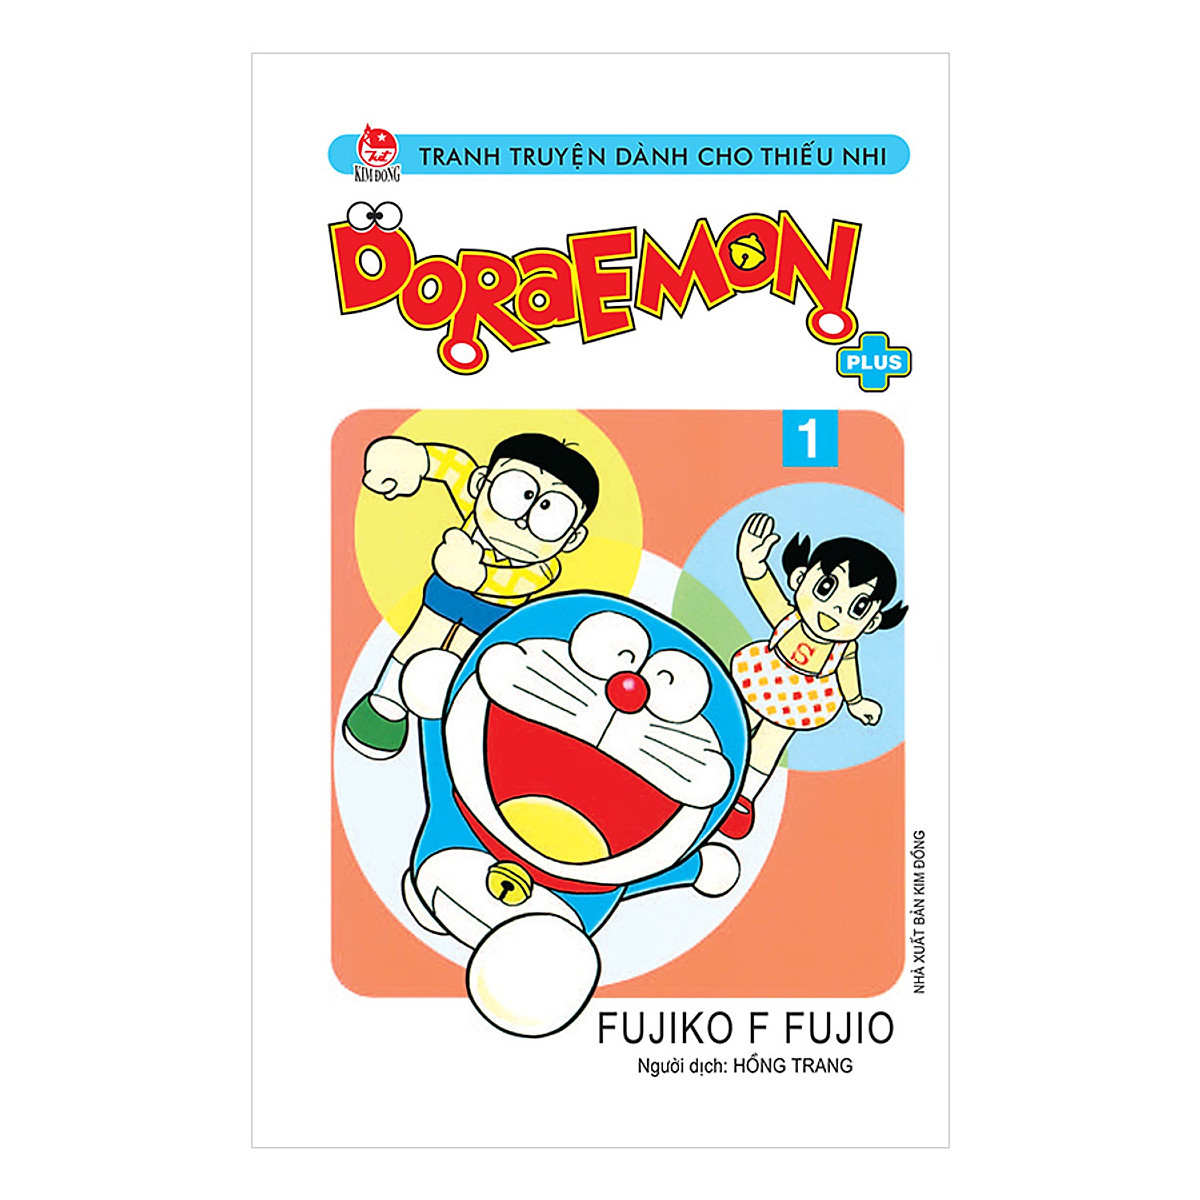 KIM ĐỒNG
TRANH TRUYỆN DÀNH CHO THIẾU NHI
DORAEMON
PLUS
1
S
NHÀ XUẤT BẢN KIM ĐỒNG
FUJIKO F FUJIO
Người dịch: HỒNG TRANG